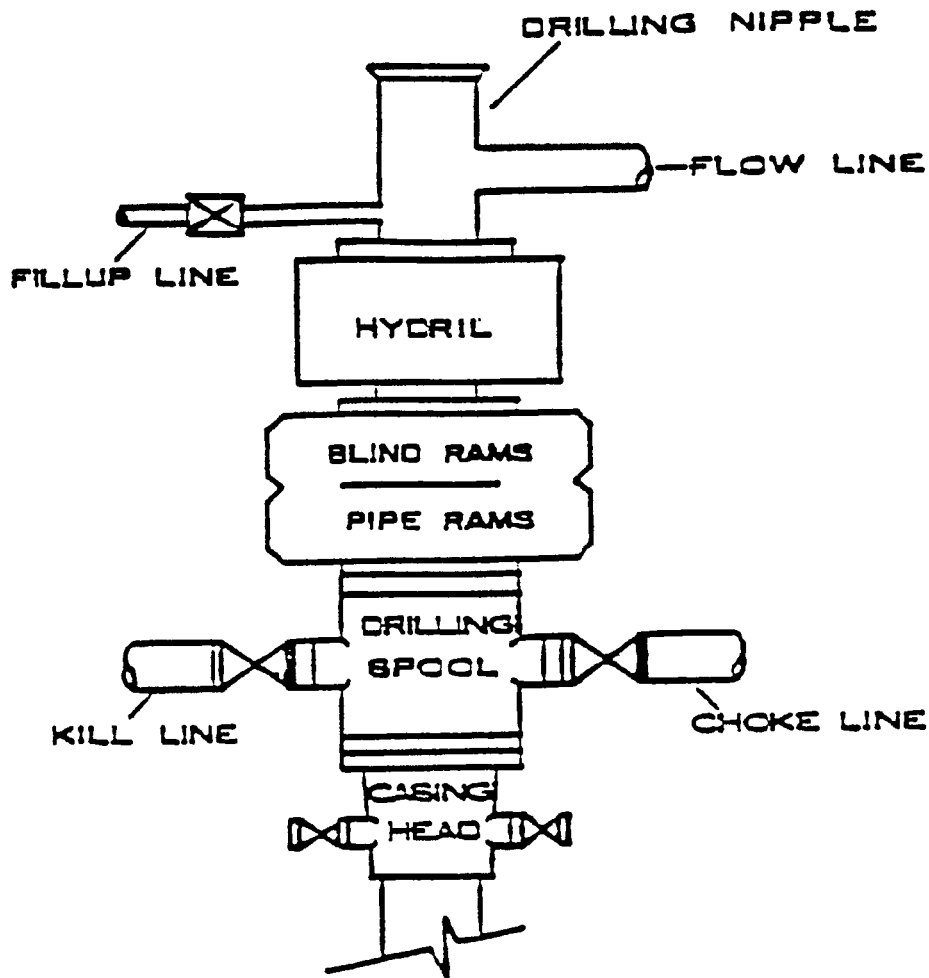 DRILLING NIPPLE
FLOW LINE
FILLUP LINE
HYDRIL
BLIND RAMS
PIPE RAMS
DRILLING
SPOOL
KILL LINE
CHOKE LINE
CASING
HEAD